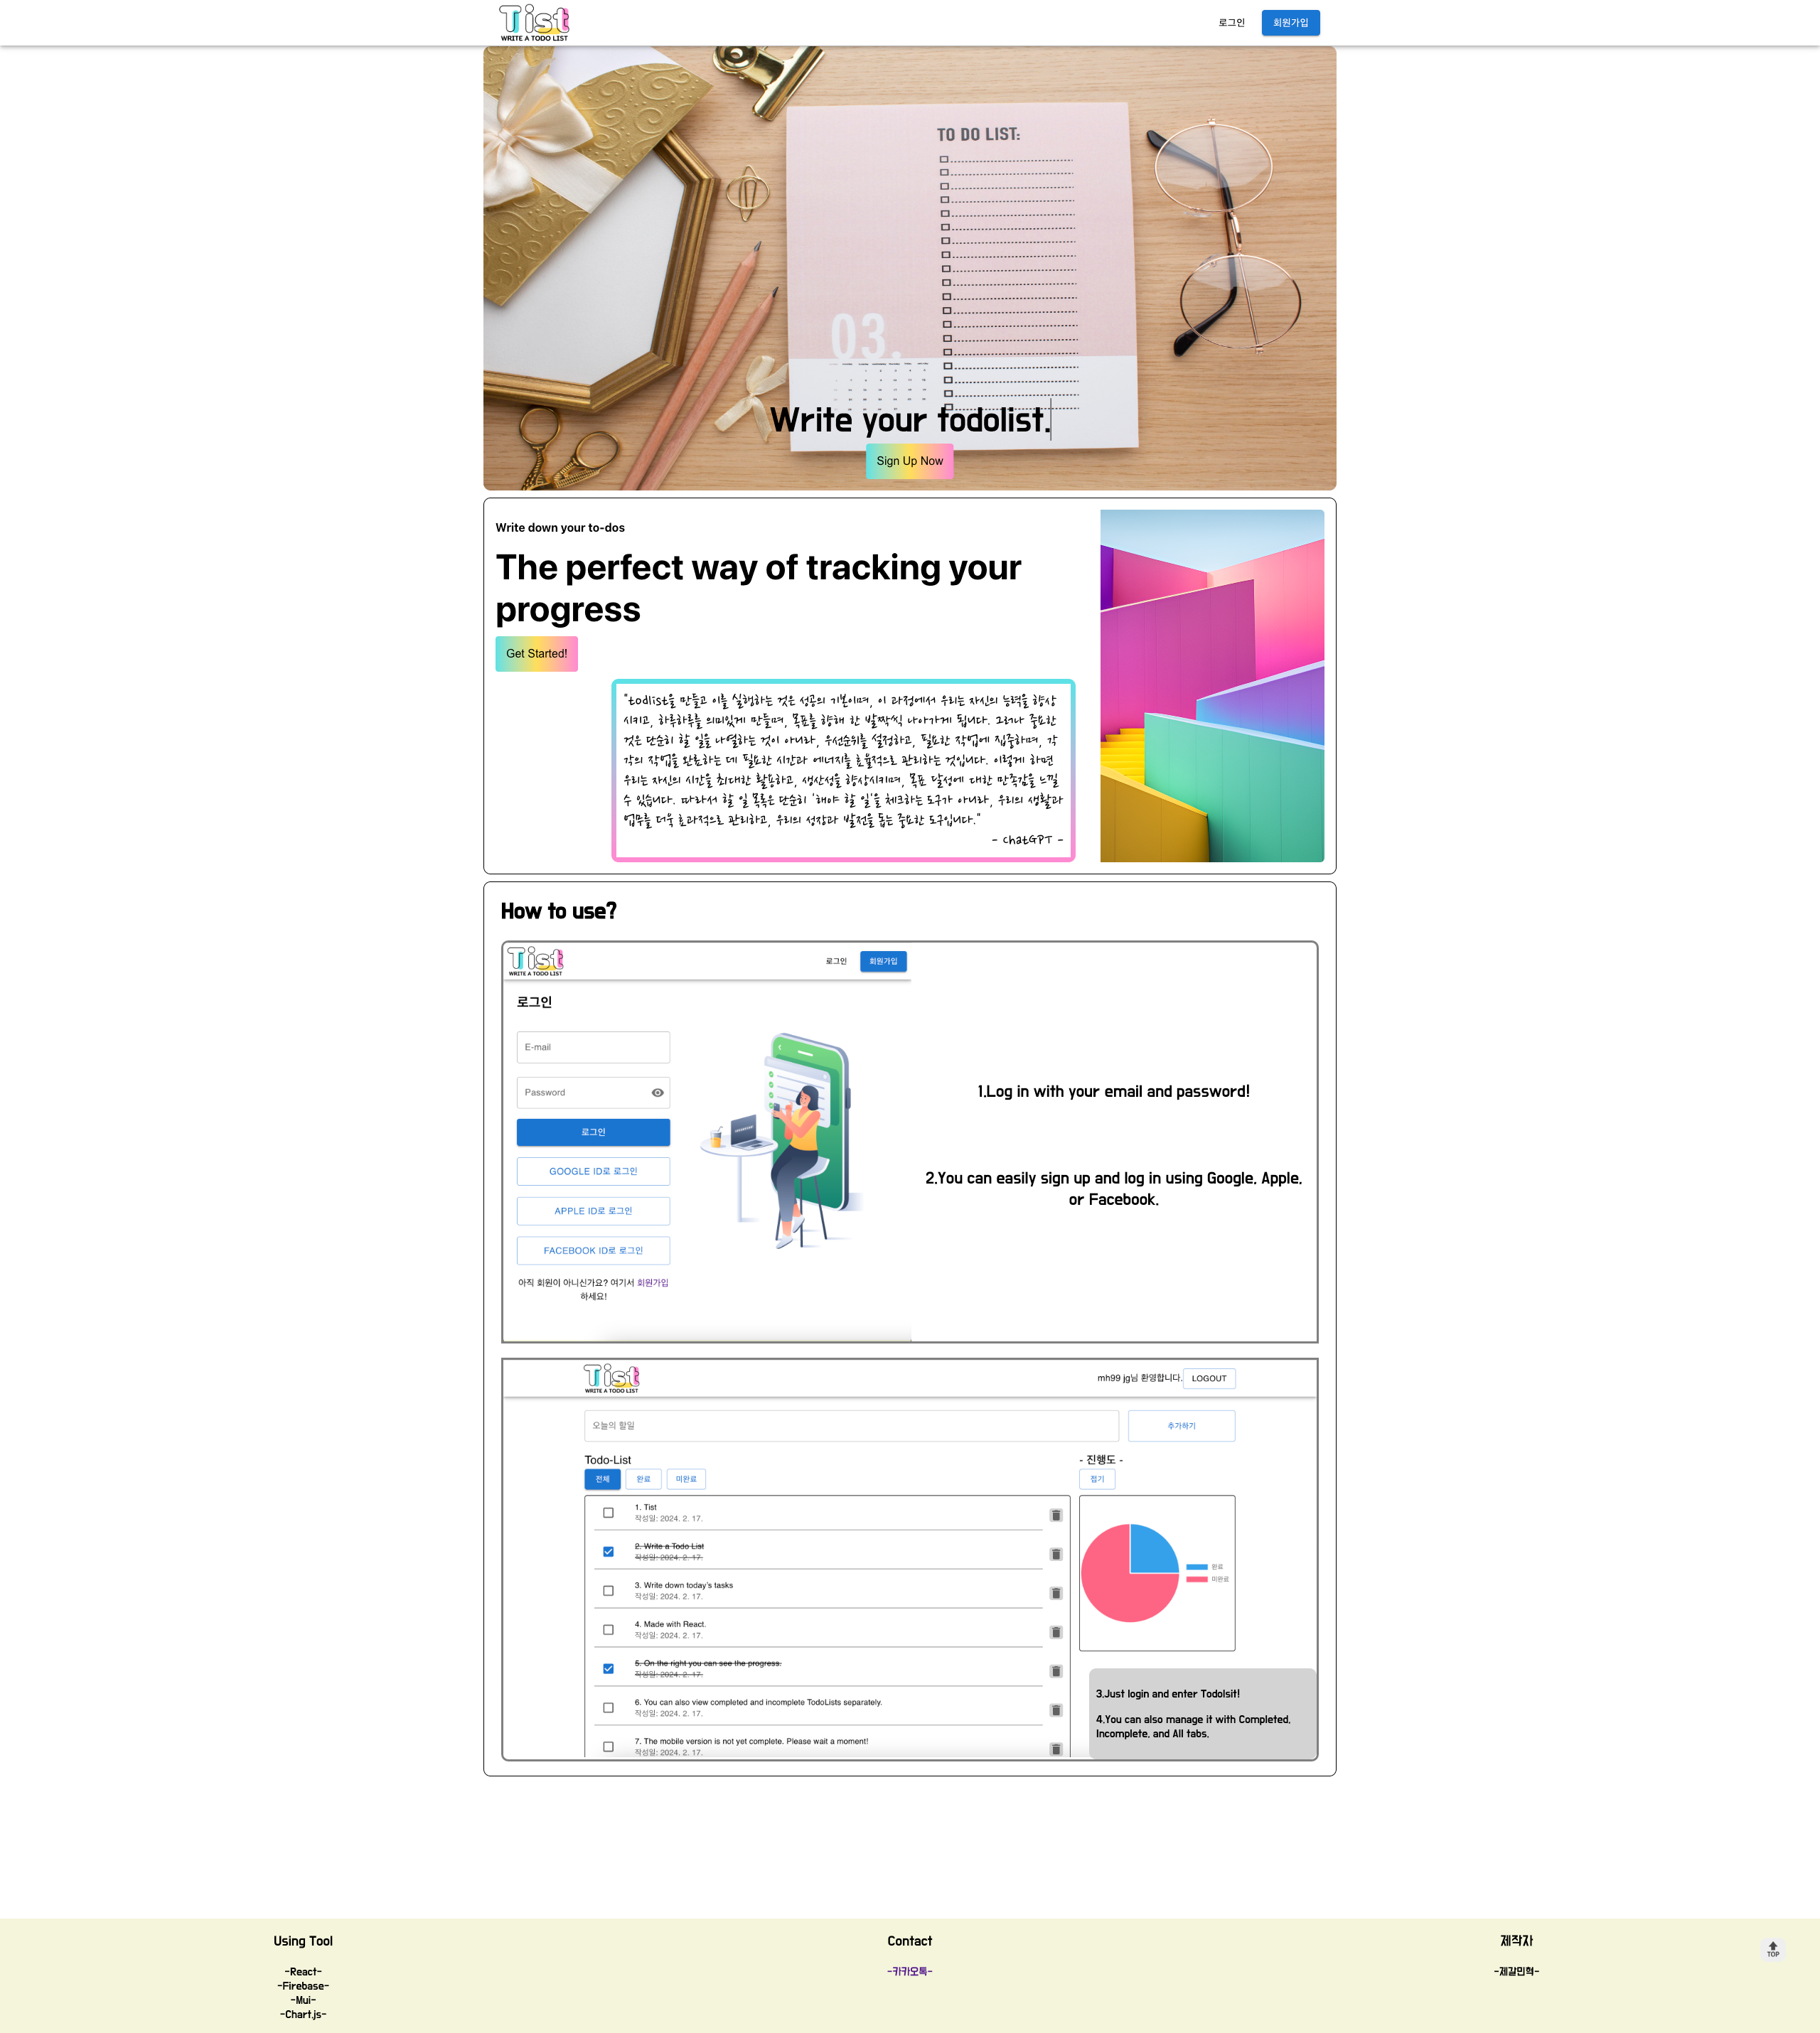 Tist
WRITE A TODO LIST
로그인
회원가입
TO DO LIST:
03.
Write your todolist.
Sign Up Now
Write down your to-dos
The perfect way of tracking your
progress
Get Started!
"todlist을 만들고 이를 실행하는 것은 성공의 기본이며, 이 과정에서 우리는 자신의 능력을 향상
시키고, 하루하루를 의미있게 만들며, 목표를 향해 한 발짝씩 나아가게 됩니다. 그러나 중요한
것은 단순히 할 일을 나열하는 것이 아니라, 우선순위를 설정하고, 필요한 작업에 집중하며, 각
각의 작업을 완료하는 데 필요한 시간과 에너지를 효율적으로 관리하는 것입니다. 이렇게 하면
우리는 자신의 시간을 최대한 활용하고, 생산성을 향상시키며, 목표 달성에 대한 만족감을 느낄
수 있습니다. 따라서 할 일 목록은 단순히 '해야 할 일'을 체크하는 도구가 아니라, 우리의 생활과
업무를 더욱 효과적으로 관리하고, 우리의 성장과 발전을 돕는 중요한 도구입니다."
- ChatGPT -
How to use?
Tist
WRITE A TODO LIST
로그인
회원가입
로그인
E-mail
Password
로그인
GOOGLE ID로 로그인
APPLE ID로 로그인
FACEBOOK ID로 로그인
아직 회원이 아니신가요? 여기서 회원가입
하세요!
1.Log in with your email and password!
2.You can easily sign up and log in using Google, Apple,
or Facebook.
Tist
WRITE A TODO LIST
mh99 jg님 환영합니다.
LOGOUT
오늘의 할일
추가하기
Todo-List
전체
완료
미완료
- 진행도 -
접기
1. Tist
작성일: 2024. 2. 17.
2. Write a Todo List
작성일: 2024. 2. 17.
3. Write down today's tasks
작성일: 2024. 2. 17.
4. Made with React.
작성일: 2024. 2. 17.
5. On the right you can see the progress.
작성일: 2024. 2. 17.
6. You can also view completed and incomplete TodoLists separately.
작성일: 2024. 2. 17.
7. The mobile version is not yet complete. Please wait a moment!
작성일: 2024. 2. 17.
완료
미완료
3.Just login and enter Todolsit!
4.You can also manage it with Completed,
Incomplete, and All tabs.
Using Tool
-React-
-Firebase-
-Mui-
-Chart.js-
Contact
-카카오톡-
제작자
-제갈민혁-
TOP